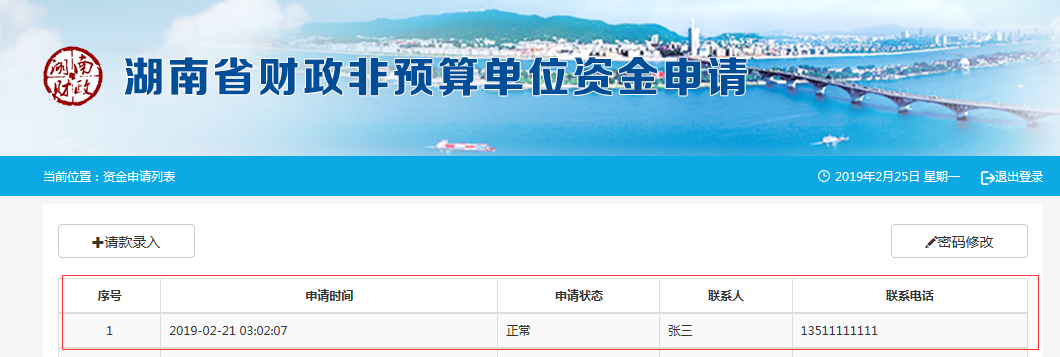 湖南
财政
湖南省财政非预算单位资金申请
当前位置：资金申请列表 2019年2月25日 星期一 退出登录
请款录入 密码修改
序号 申请时间 申请状态 联系人 联系电话
1 2019-02-21 03:02:07 正常 张三 13511111111